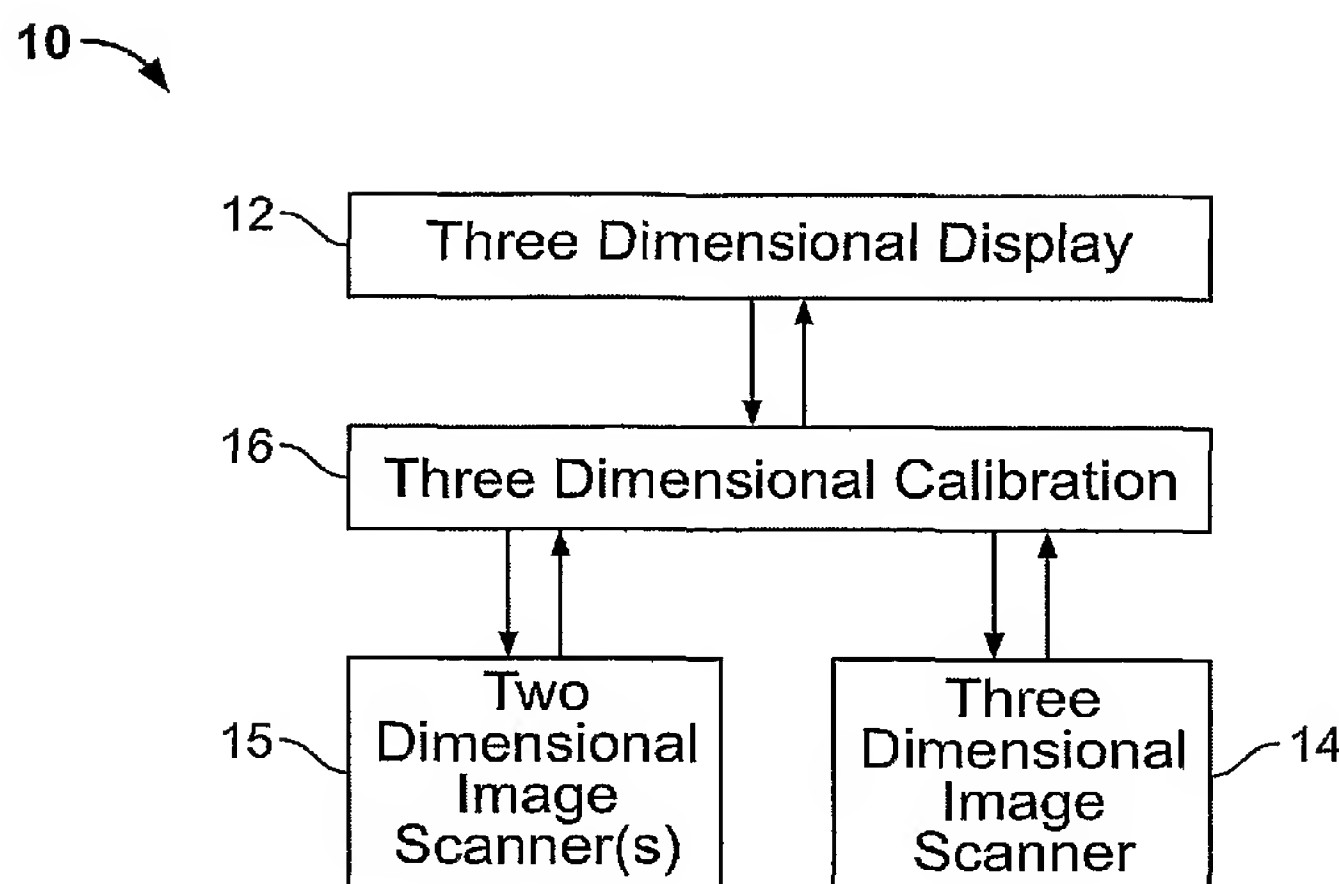 10
12
Three Dimensional Display
16
Three Dimensional Calibration
15
Two
Dimensional
Image
Scanner(s)
Three
Dimensional
Image
Scanner
14